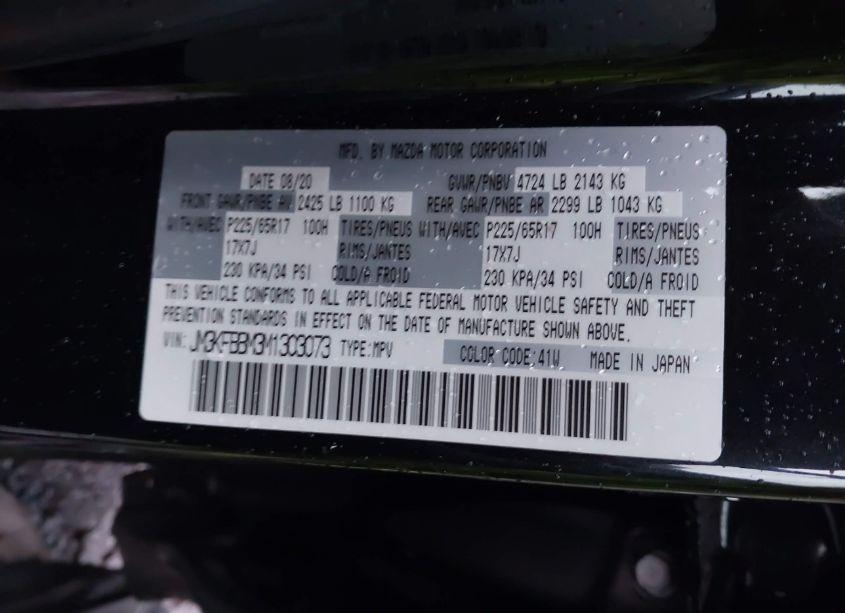 MFD. BY MAZDA MOTOR CORPORATION
DATE 08/20 GVWR/PNBV 4724 LB 2143 KG
FRONT GAWR/PNBE AV 2425 LB 1100 KG REAR GAWR/PNBE AR 2299 LB 1043 KG
WITH/AVEC P225/65R17 100H TIRES/PNEUS WITH/AVEC P225/65R17 100H TIRES/PNEUS
17X7J RIMS/JANTES 17X7J RIMS/JANTES
230 KPA/34 PSI COLD/A FROID 230 KPA/34 PSI COLD/A FROID
THIS VEHICLE CONFORMS TO ALL APPLICABLE FEDERAL MOTOR VEHICLE SAFETY AND THEFT
PREVENTION STANDARDS IN EFFECT ON THE DATE OF MANUFACTURE SHOWN ABOVE.
VIN: JM3KFBBM3M1303073 TYPE:MPV COLOR CODE:41W MADE IN JAPAN